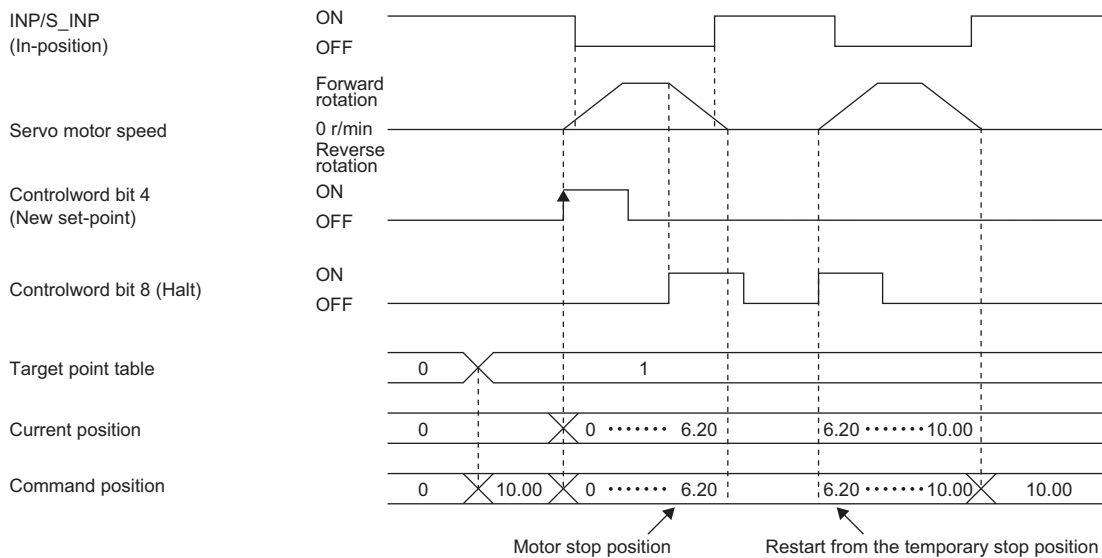 INP/S_INP
(In-position)
ON
OFF
Servo motor speed
Forward
rotation
0 r/min
Reverse
rotation
Controlword bit 4
(New set-point)
ON
OFF
Controlword bit 8 (Halt)
ON
OFF
Target point table
0
1
Current position
0
0 ······· 6.20
6.20 ······· 10.00
Command position
0
10.00
0 ······· 6.20
6.20 ······· 10.00
10.00
Motor stop position
Restart from the temporary stop position